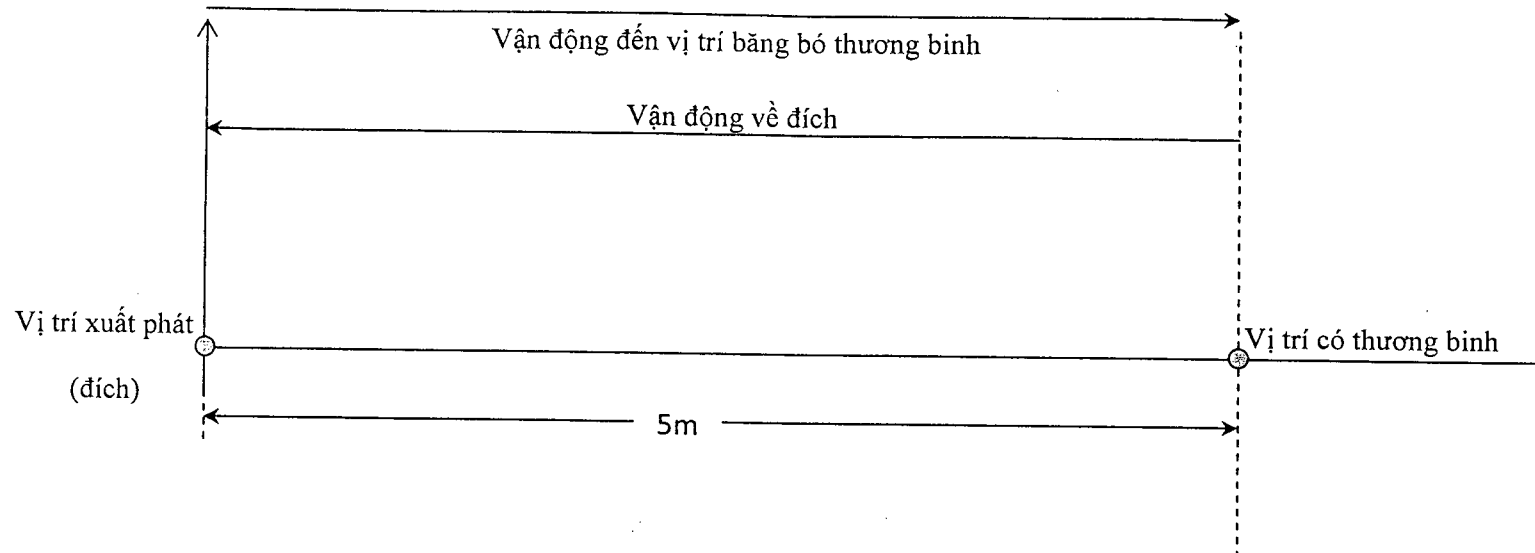 Vận động đến vị trí băng bó thương binh
Vận động về đích
Vị trí xuất phát
(đích)
Vị trí có thương binh
5m